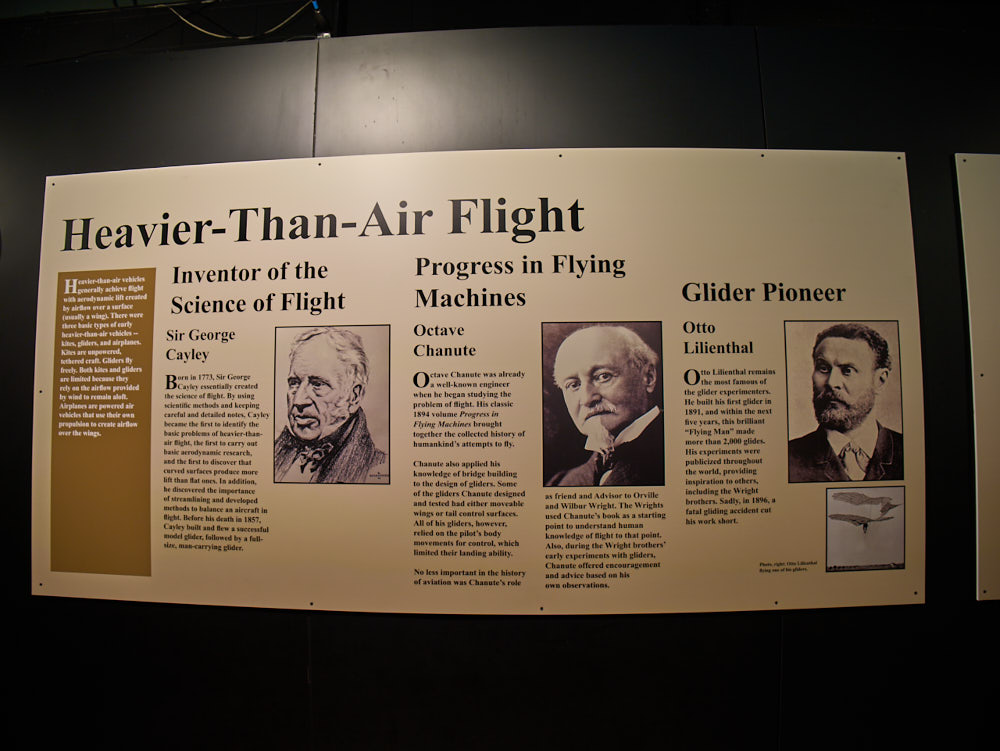 Heavier-Than-Air Flight
Heavier-than-air vehicles
generally achieve flight
with aerodynamic lift created
by airflow over a surface
(usually a wing). There were
three basic types of early
heavier-than-air vehicles –
kites, gliders, and airplanes.
Kites are unpowered,
tethered craft. Gliders fly
freely. Both kites and gliders
are limited because they
rely on the airflow provided
by wind to remain aloft.
Airplanes are powered air
vehicles that use their own
propulsion to create airflow
over the wings.
Inventor of the
Science of Flight
Sir George
Cayley
Born in 1773, Sir George
Cayley essentially created
the science of flight. By using
scientific methods and keeping
careful and detailed notes, Cayley
became the first to identify the
basic problems of heavier-than-
air flight, the first to carry out
basic aerodynamic research,
and the first to discover that
curved surfaces produce more
lift than flat ones. In addition,
he discovered the importance
of streamlining and developed
methods to balance an aircraft in
flight. Before his death in 1857,
Cayley built and flew a successful
model glider, followed by a full-
size, man-carrying glider.
Progress in Flying
Machines
Octave
Chanute
Octave Chanute was already
a well-known engineer
when he began studying the
problem of flight. His classic
1894 volume Progress in
Flying Machines brought
together the collected history of
humankind's attempts to fly.
Chanute also applied his
knowledge of bridge building
to the design of gliders. Some
of the gliders Chanute designed
and tested had either moveable
wings or tail control surfaces.
All of his gliders, however,
relied on the pilot's body
movements for control, which
limited their landing ability.
No less important in the history
of aviation was Chanute's role
as friend and Advisor to Orville
and Wilbur Wright. The Wrights
used Chanute's book as a starting
point to understand human
knowledge of flight to that point.
Also, during the Wright brothers'
early experiments with gliders,
Chanute offered encouragement
and advice based on his
own observations.
Glider Pioneer
Otto
Lilienthal
Otto Lilienthal remains
the most famous of
the glider experimenters.
He built his first glider in
1891, and within the next
five years, this brilliant
"Flying Man" made
more than 2,000 glides.
His experiments were
publicized throughout
the world, providing
inspiration to others,
including the Wright
brothers. Sadly, in 1896, a
fatal gliding accident cut
his work short.
Photo, right: Otto Lilienthal
flying one of his gliders.